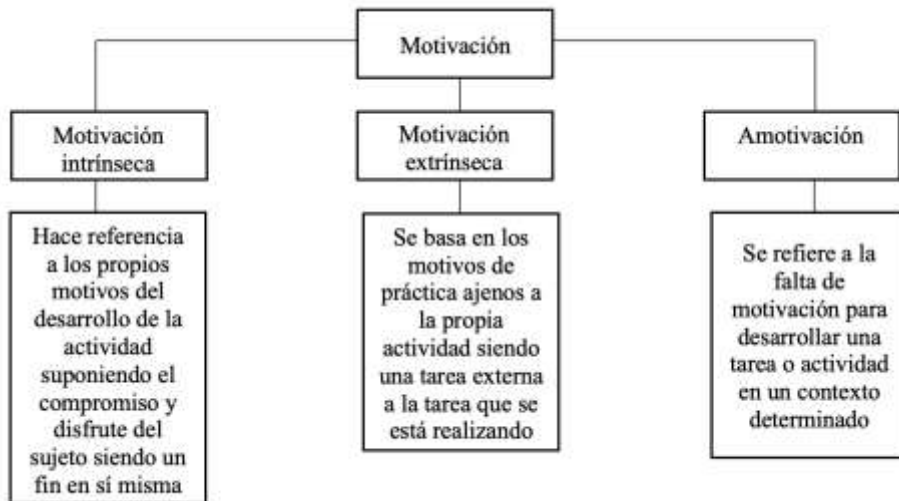 Motivación
Motivación
intrínseca
Motivación
extrínseca
Amotivación
Hace referencia
a los propios
motivos del
desarrollo de la
actividad
suponiendo el
compromiso y
disfrute del
sujeto siendo un
fin en sí misma
Se basa en los
motivos de
práctica ajenos a
la propia
actividad siendo
una tarea externa
a la tarea que se
está realizando
Se refiere a la
falta de
motivación para
desarrollar una
tarea o actividad
en un contexto
determinado